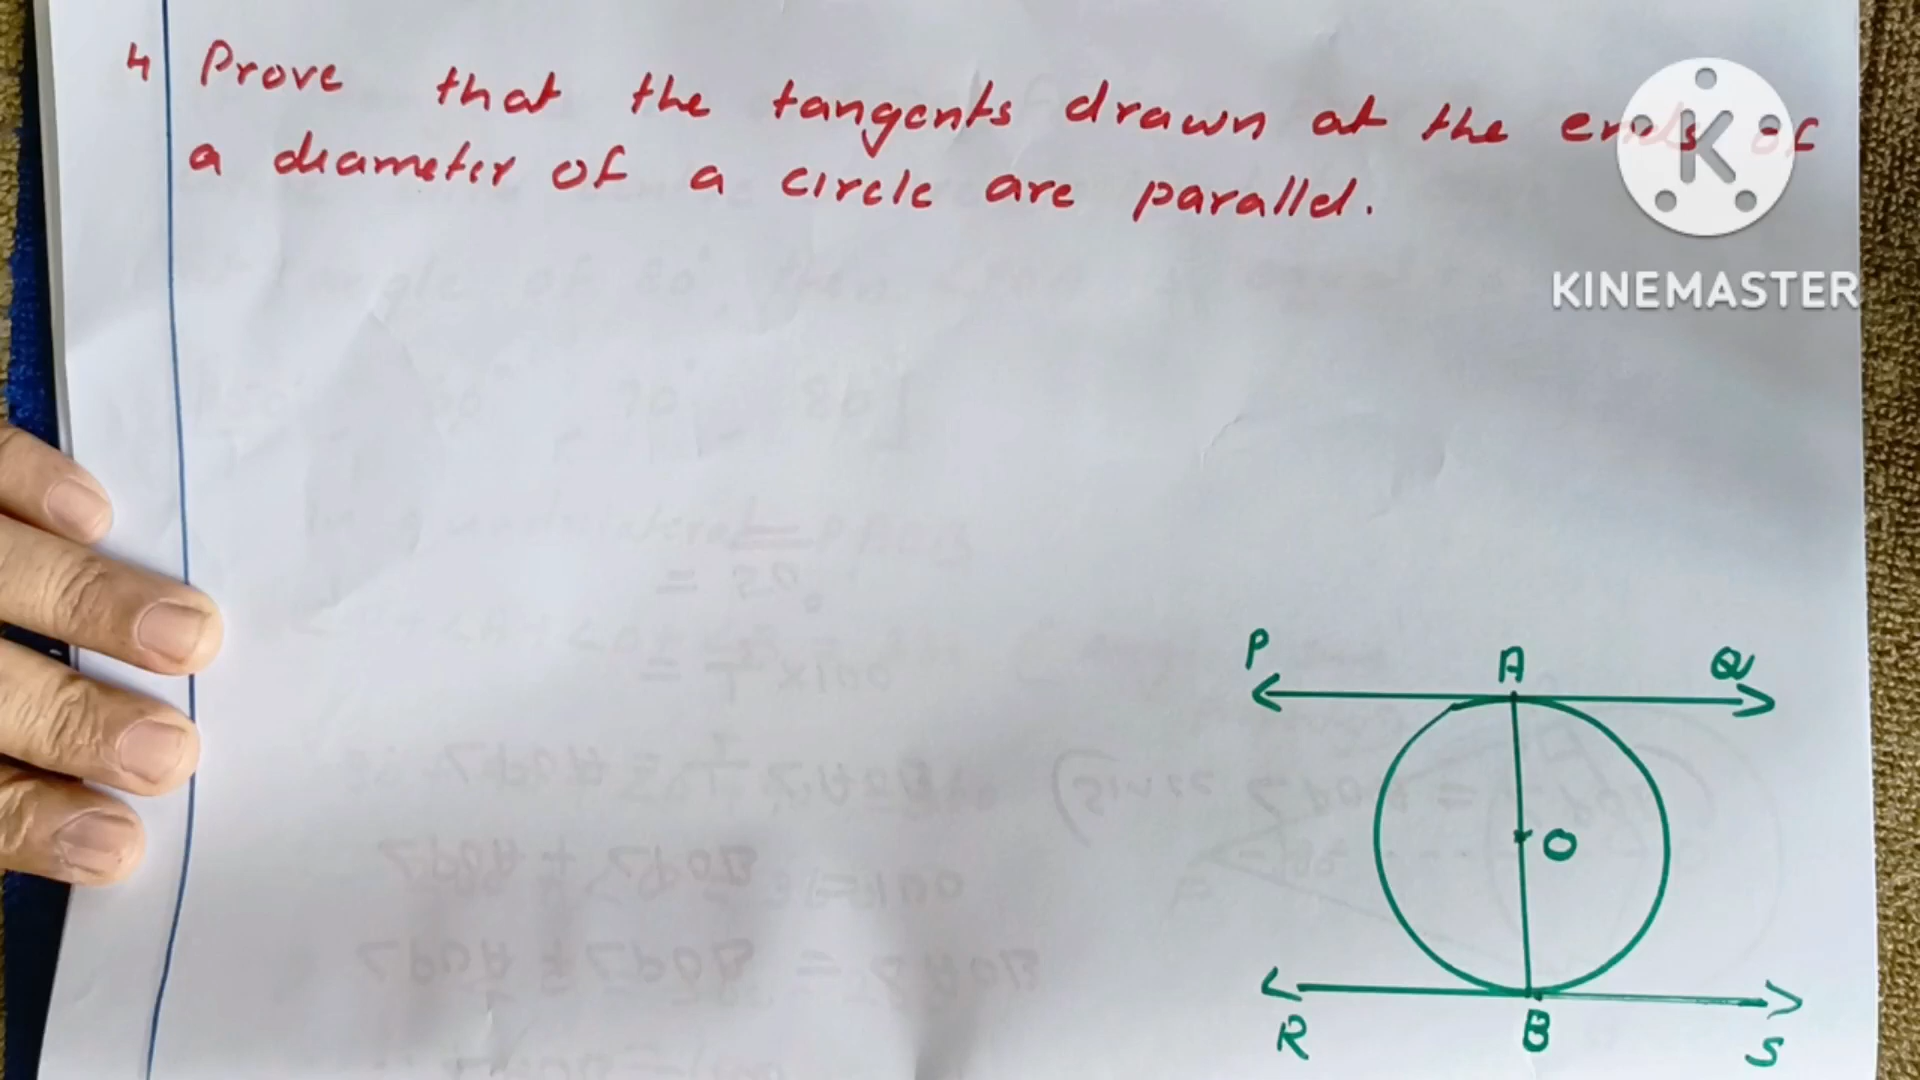 4 Prove that the tangents drawn at the ends of
a diameter of a circle are parallel.
KINEMASTER
P A Q
O
R B S